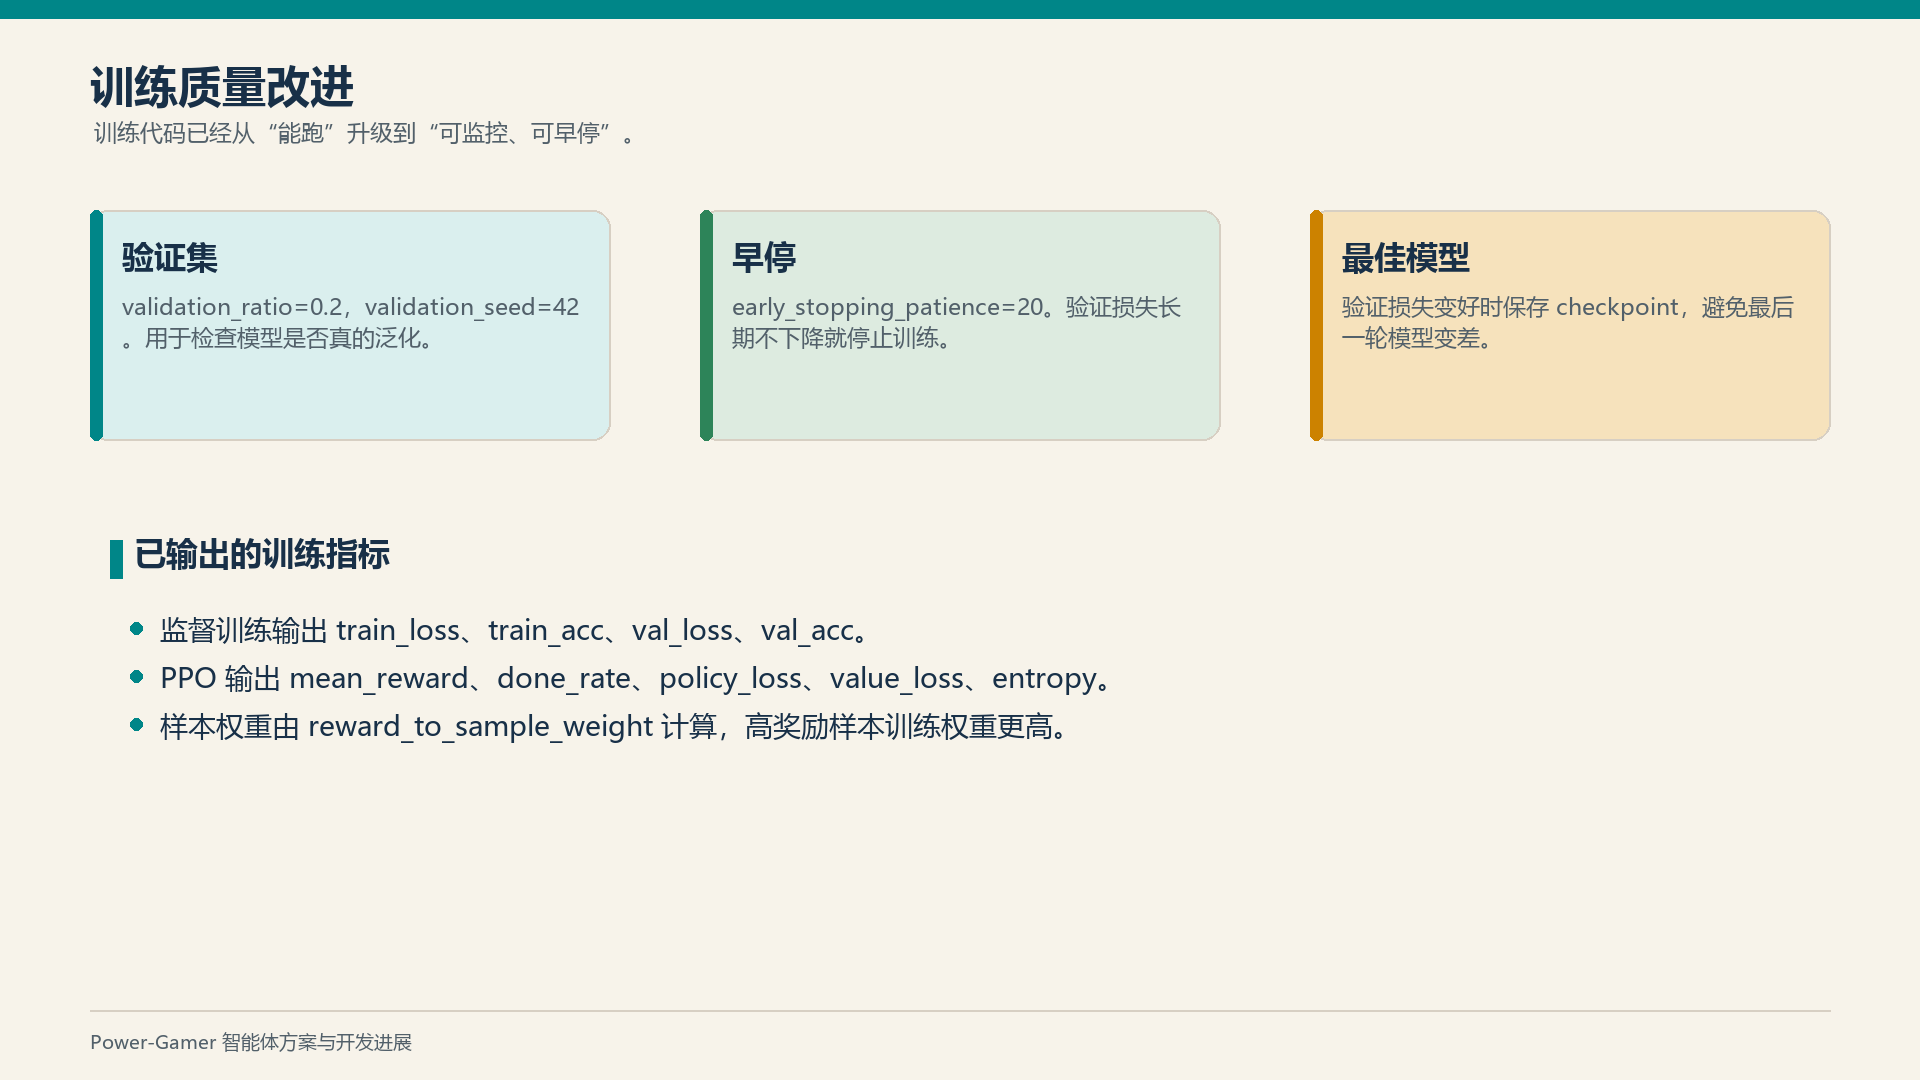 训练质量改进
训练代码已经从“能跑”升级到“可监控、可早停”。
验证集
validation_ratio=0.2，validation_seed=42
。用于检查模型是否真的泛化。
早停
early_stopping_patience=20。验证损失长
期不下降就停止训练。
最佳模型
验证损失变好时保存 checkpoint，避免最后
一轮模型变差。
已输出的训练指标
监督训练输出 train_loss、train_acc、val_loss、val_acc。
PPO 输出 mean_reward、done_rate、policy_loss、value_loss、entropy。
样本权重由 reward_to_sample_weight 计算，高奖励样本训练权重更高。
Power-Gamer 智能体方案与开发进展